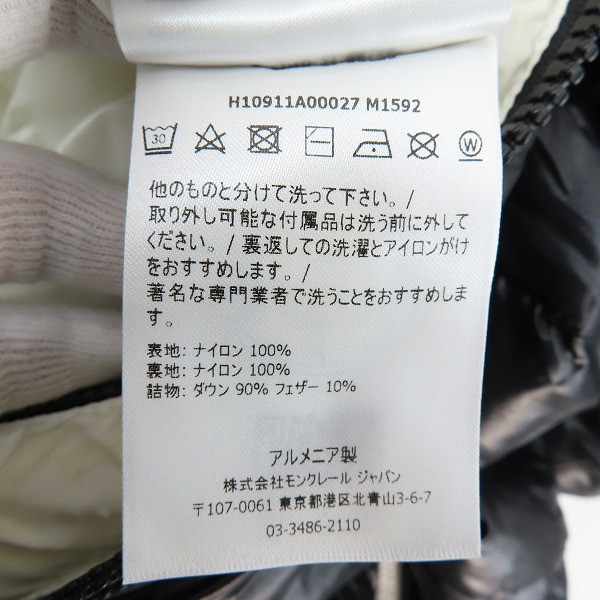 H10911A00027 M1592
30
W
他のものと分けて洗って下さい。/
取り外し可能な付属品は洗う前に外して
ください。/ 裏返しての洗濯とアイロンがけ
をおすすめします。/
著名な専門業者で洗うことをおすすめしま
す。
表地: ナイロン 100%
裏地: ナイロン 100%
詰物: ダウン 90% フェザー 10%
アルメニア製
株式会社モンクレール ジャパン
〒107-0061 東京都港区北青山3-6-7
03-3486-2110